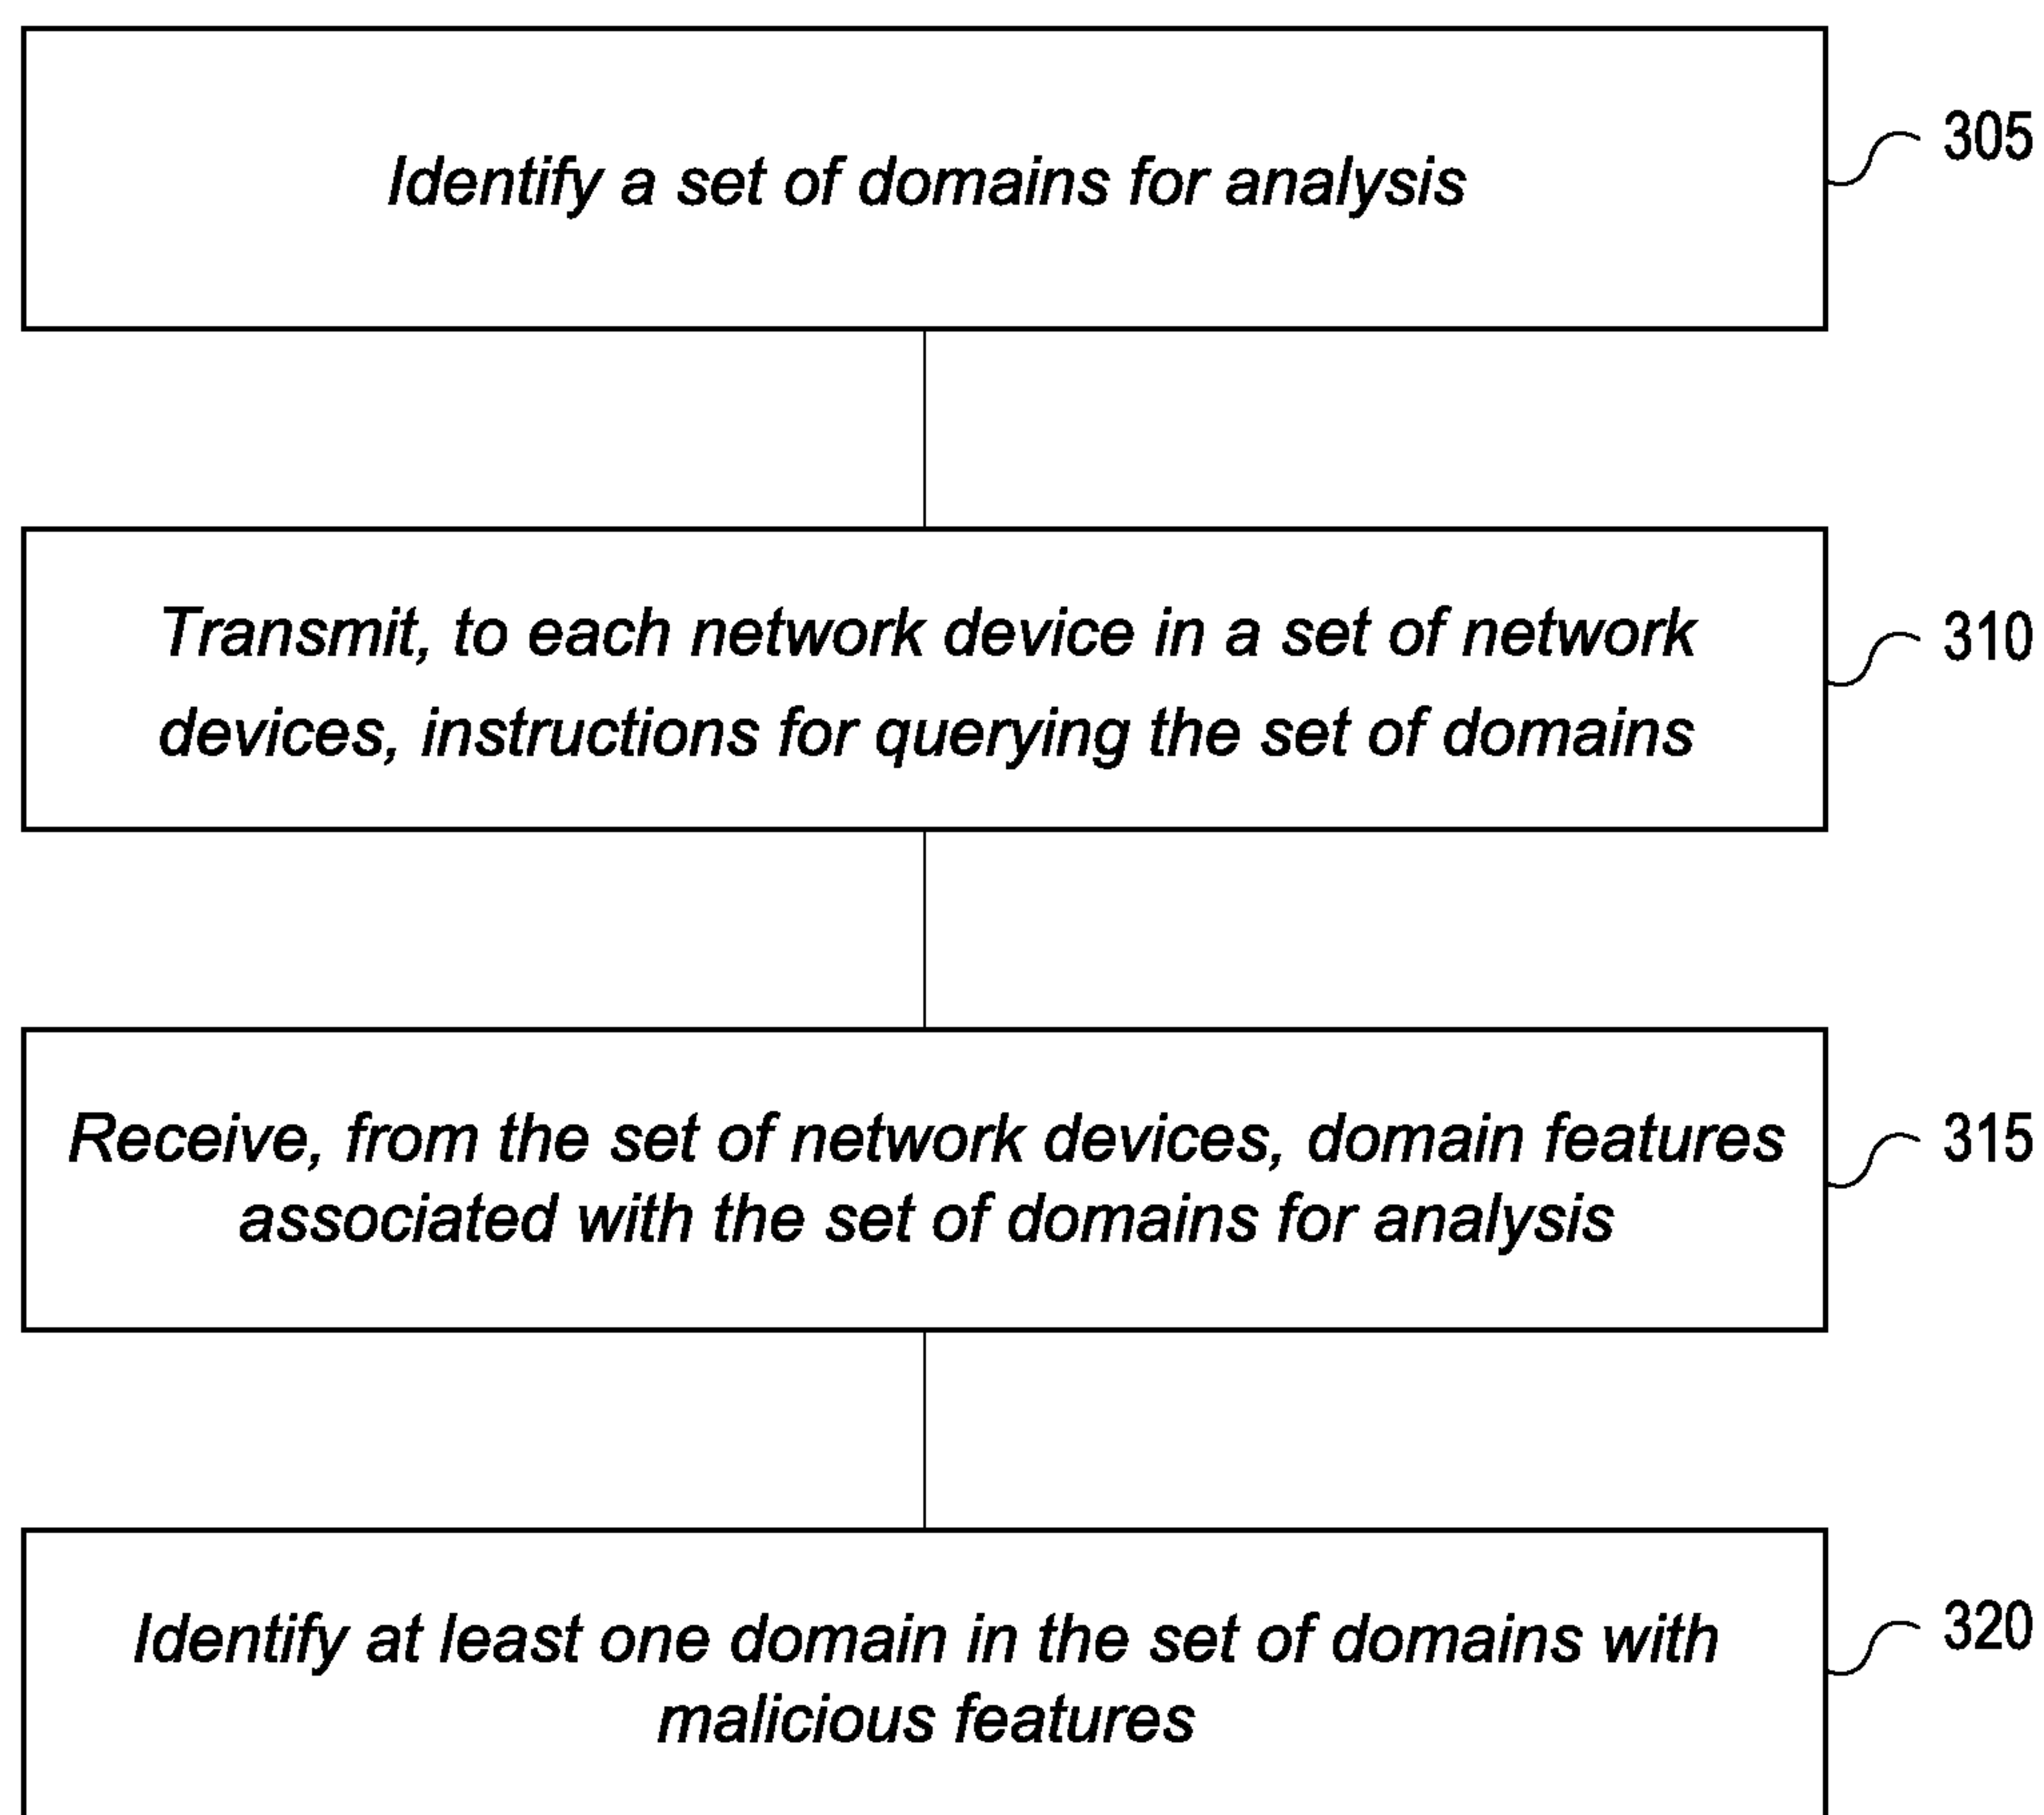 Identify a set of domains for analysis
305
Transmit, to each network device in a set of network
devices, instructions for querying the set of domains
310
Receive, from the set of network devices, domain features
associated with the set of domains for analysis
315
Identify at least one domain in the set of domains with
malicious features
320